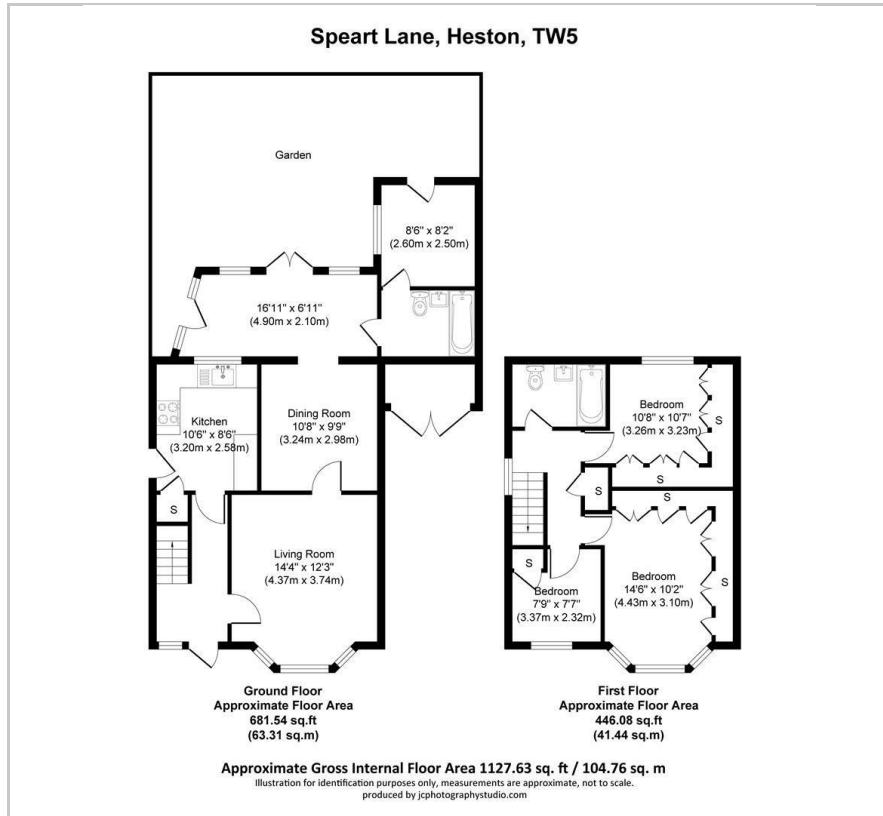 Speart Lane, Heston, TW5
Garden
8'6" x 8'2"
(2.60m x 2.50m)
16'11" x 6'11"
(4.90m x 2.10m)
Kitchen
10'6" x 8'6"
(3.20m x 2.58m)
Dining Room
10'8" x 9'9"
(3.24m x 2.98m)
S
Living Room
14'4" x 12'3"
(4.37m x 3.74m)
Bedroom
10'8" x 10'7"
(3.26m x 3.23m)
S
S
S
S
Bedroom
14'6" x 10'2"
(4.43m x 3.10m)
S
S
Bedroom
7'9" x 7'7"
(3.37m x 2.32m)
Ground Floor
Approximate Floor Area
681.54 sq.ft
(63.31 sq.m)
First Floor
Approximate Floor Area
446.08 sq.ft
(41.44 sq.m)
Approximate Gross Internal Floor Area 1127.63 sq. ft / 104.76 sq. m
Illustration for identification purposes only, measurements are approximate, not to scale.
produced by jcphotographystudio.com